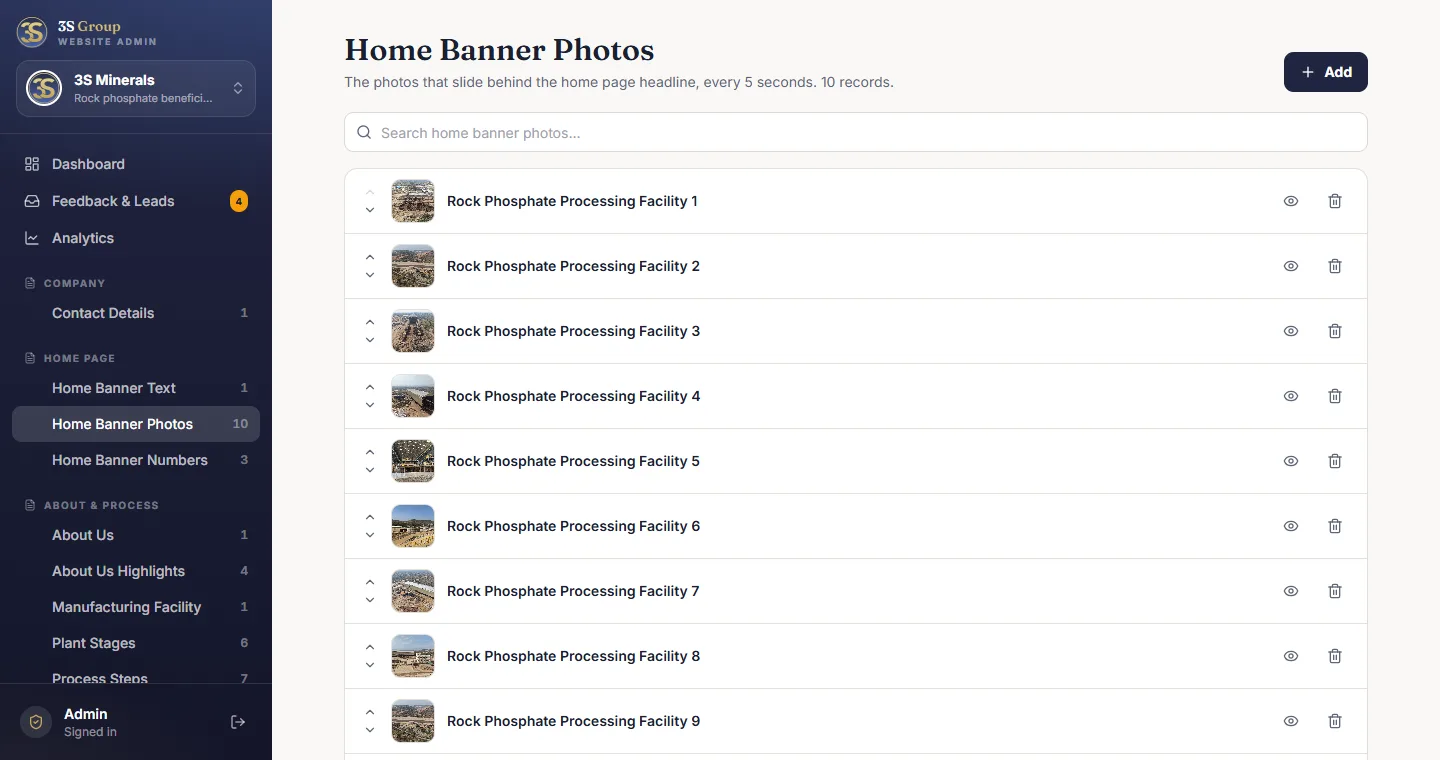 3S Group
WEBSITE ADMIN
3S Minerals
Rock phosphate benefici...
Dashboard
Feedback & Leads 4
Analytics
COMPANY
Contact Details 1
HOME PAGE
Home Banner Text 1
Home Banner Photos 10
Home Banner Numbers 3
ABOUT & PROCESS
About Us 1
About Us Highlights 4
Manufacturing Facility 1
Plant Stages 6
Process Steps 7
Admin
Signed in
Home Banner Photos
The photos that slide behind the home page headline, every 5 seconds. 10 records.
Add
Search home banner photos...
Rock Phosphate Processing Facility 1
Rock Phosphate Processing Facility 2
Rock Phosphate Processing Facility 3
Rock Phosphate Processing Facility 4
Rock Phosphate Processing Facility 5
Rock Phosphate Processing Facility 6
Rock Phosphate Processing Facility 7
Rock Phosphate Processing Facility 8
Rock Phosphate Processing Facility 9